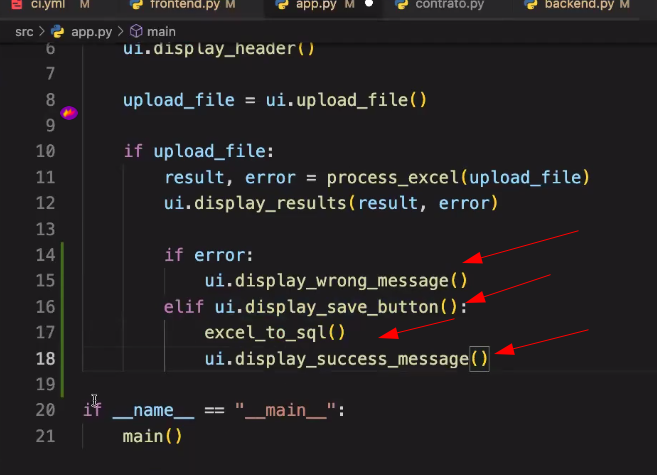 ci.yml M frontend.py M app.py M contrato.py backend.py M
src > app.py > main
6 ui.display_header()
7
8 upload_file = ui.upload_file()
9
10 if upload_file:
11 result, error = process_excel(upload_file)
12 ui.display_results(result, error)
13
14 if error:
15 ui.display_wrong_message()
16 elif ui.display_save_button():
17 excel_to_sql()
18 ui.display_success_message()
19
20 if __name__ == "__main__":
21 main()